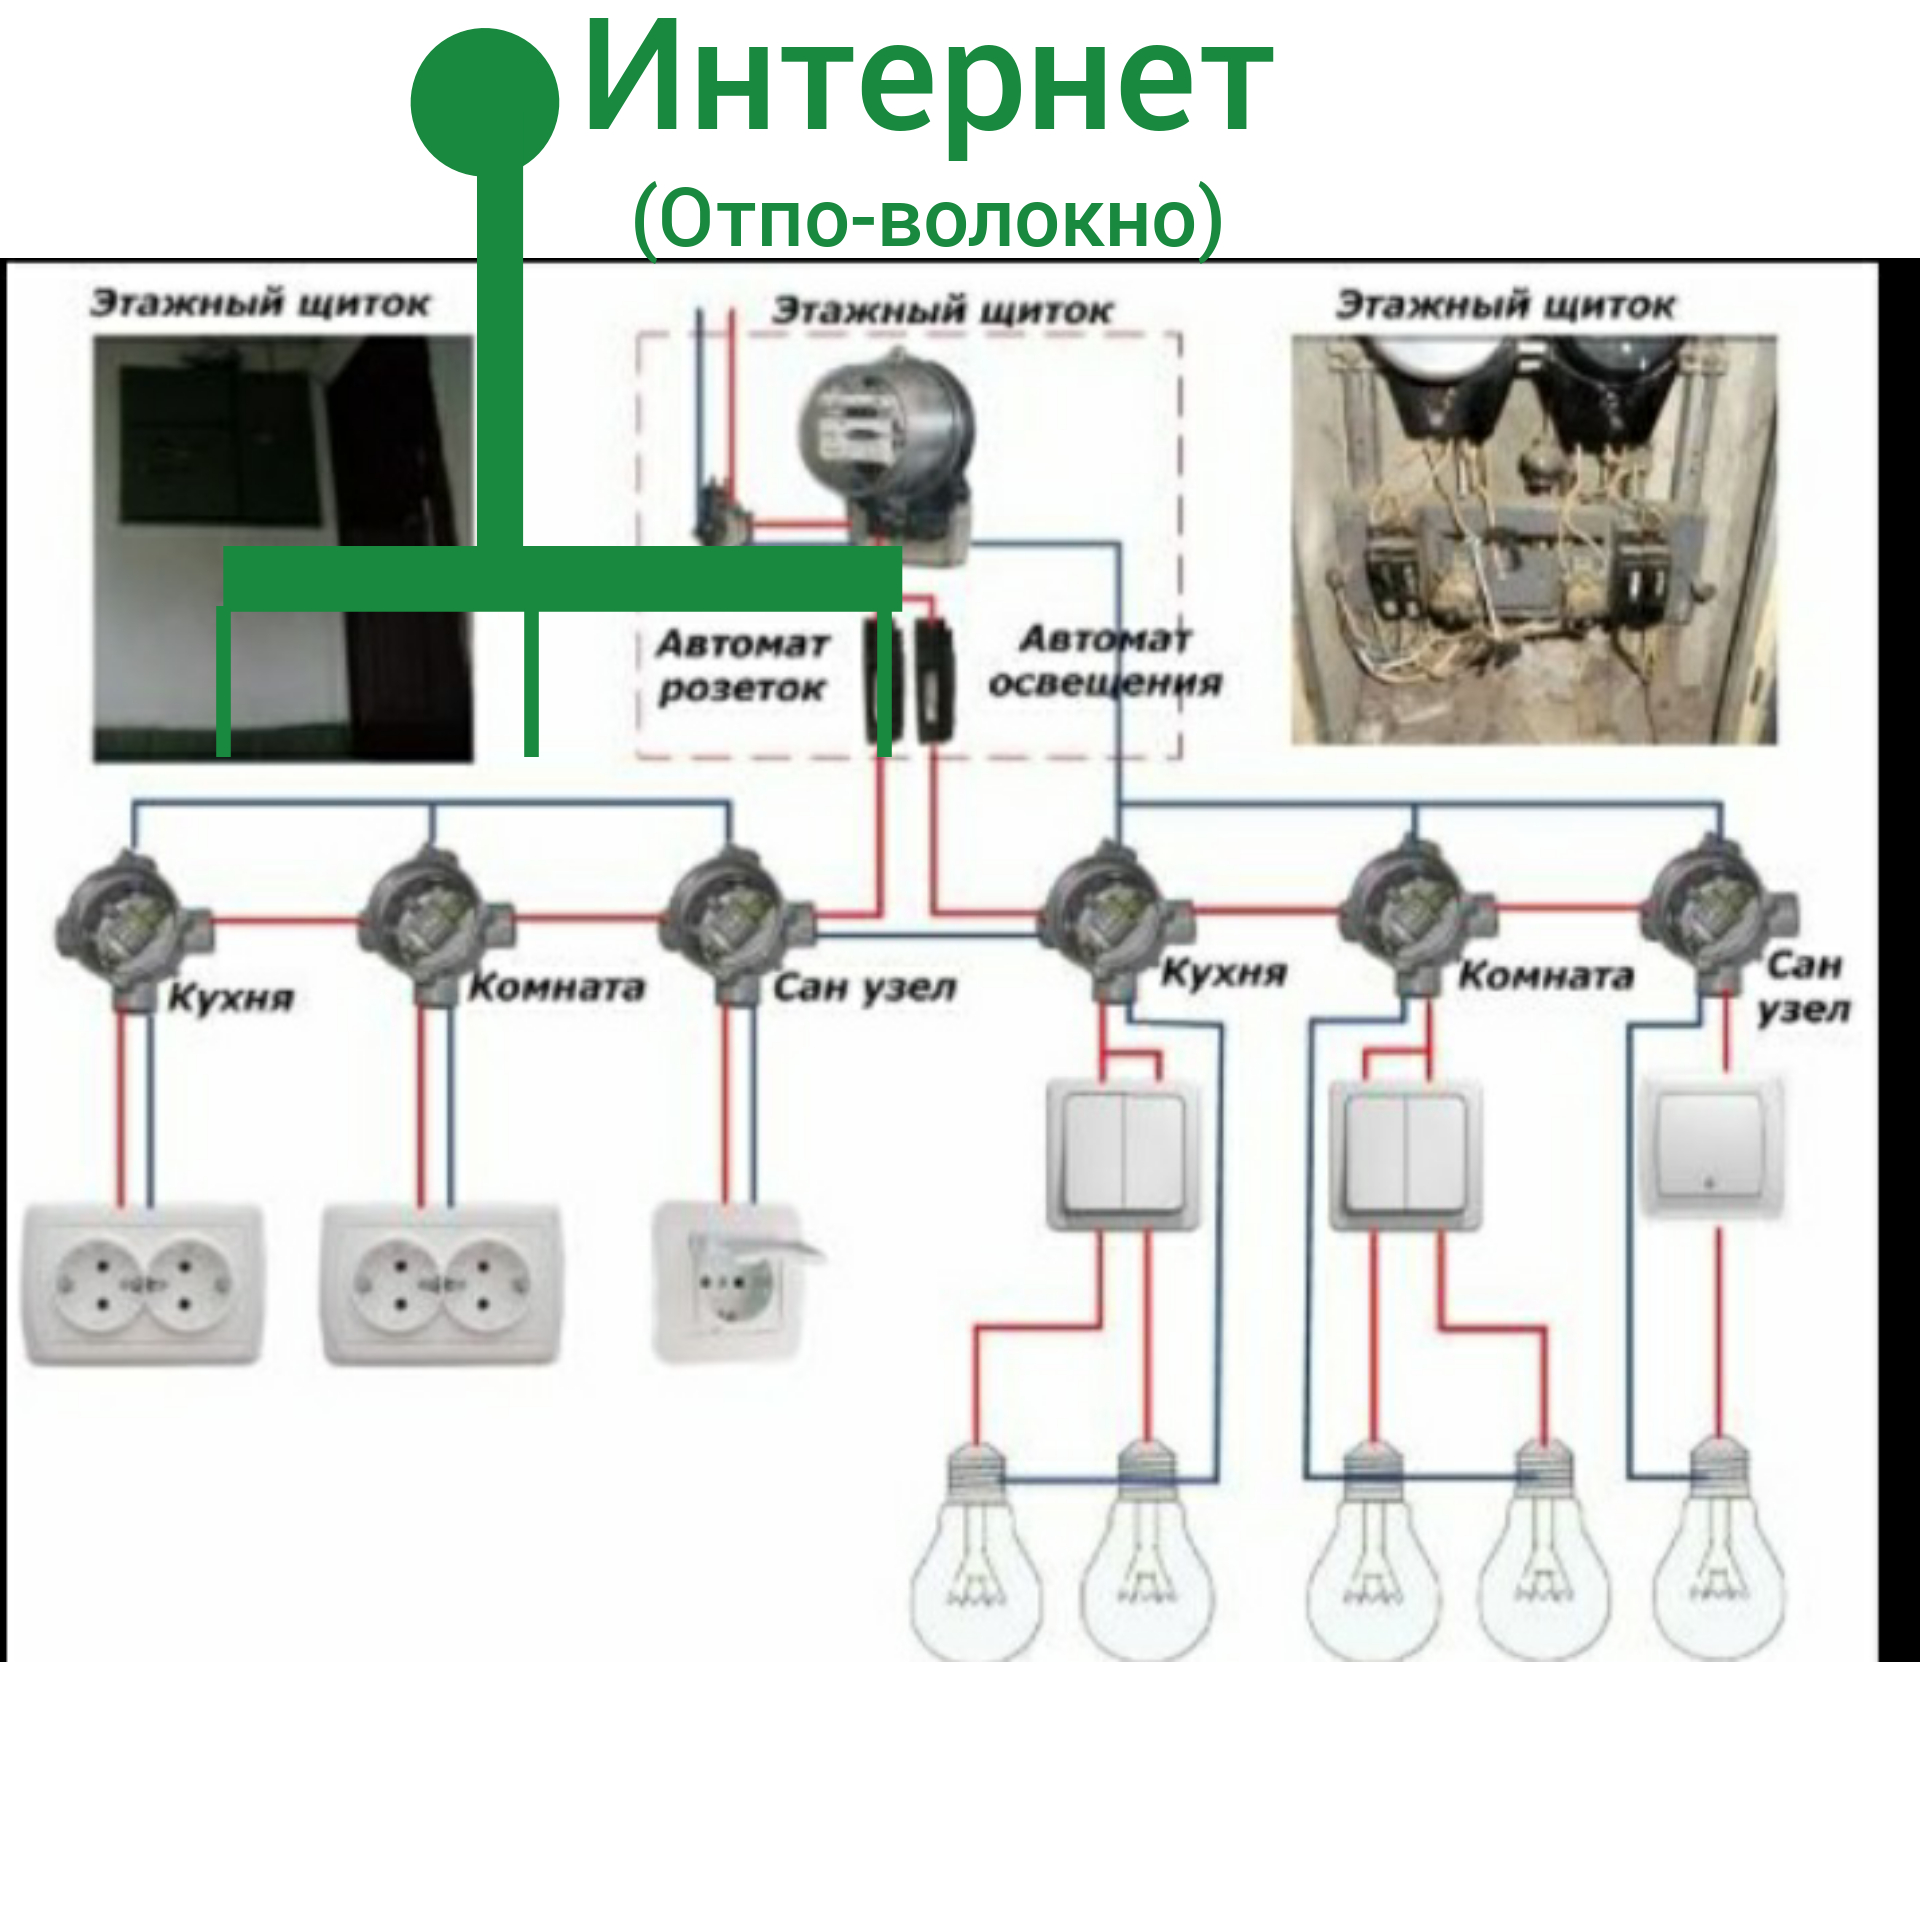 Интернет
(Отпо-волокно)
Этажный щиток
Этажный щиток
Этажный щиток
Автомат
розеток
Автомат
освещения
Кухня
Комната
Сан узел
Кухня
Комната
Сан
узел